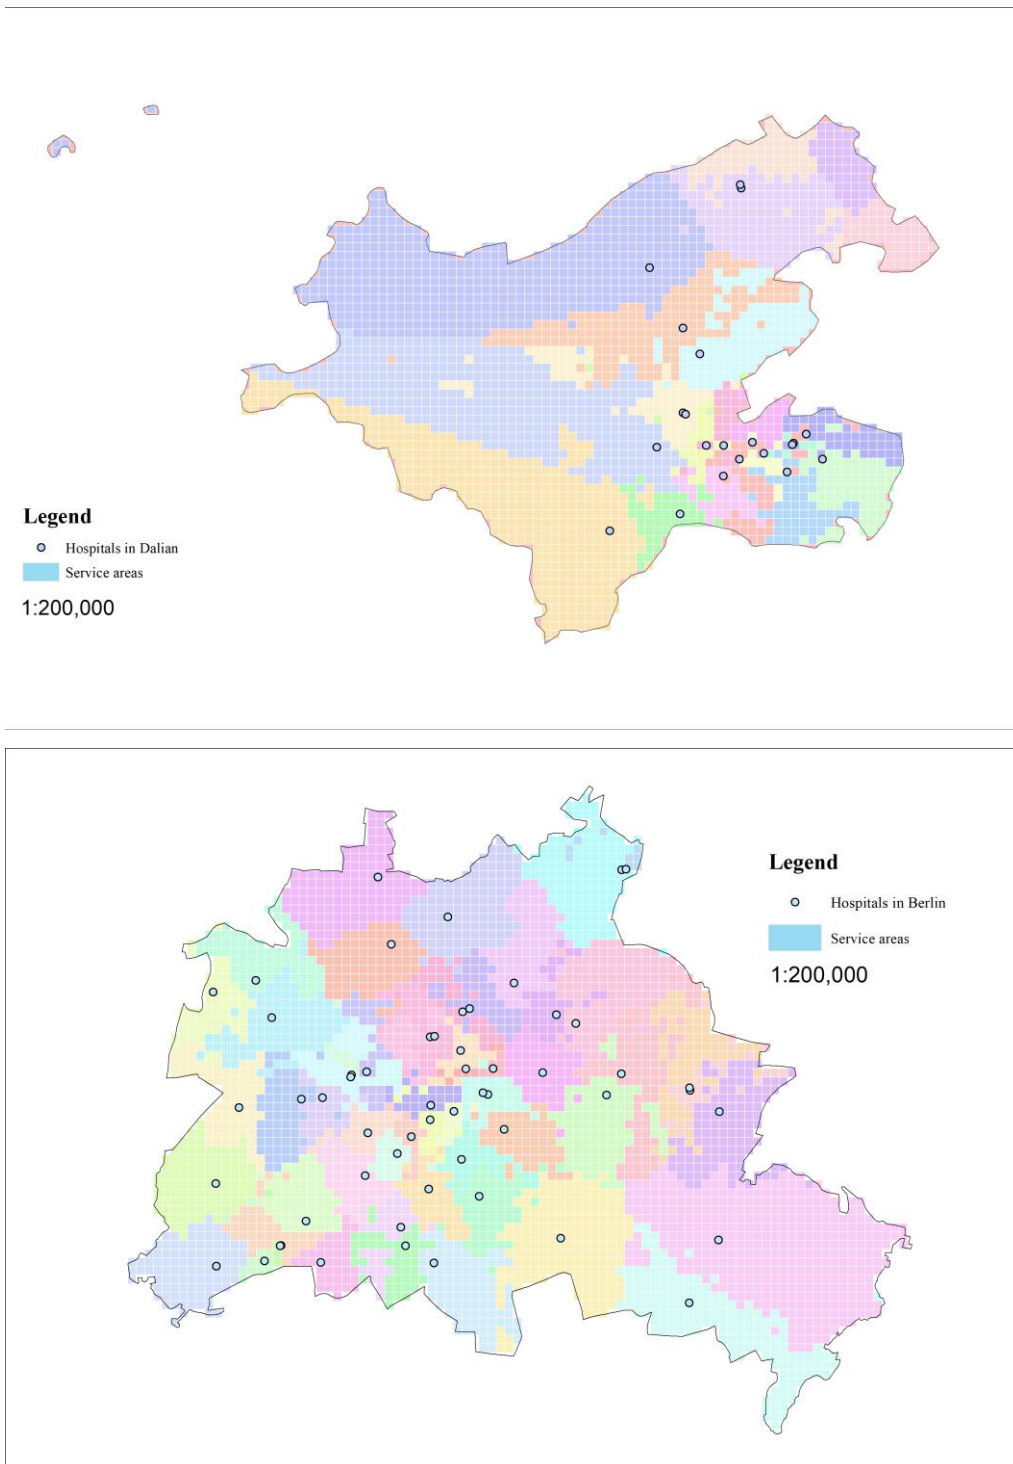 Legend
Hospitals in Dalian
Service areas
1:200,000
Legend
Hospitals in Berlin
Service areas
1:200,000